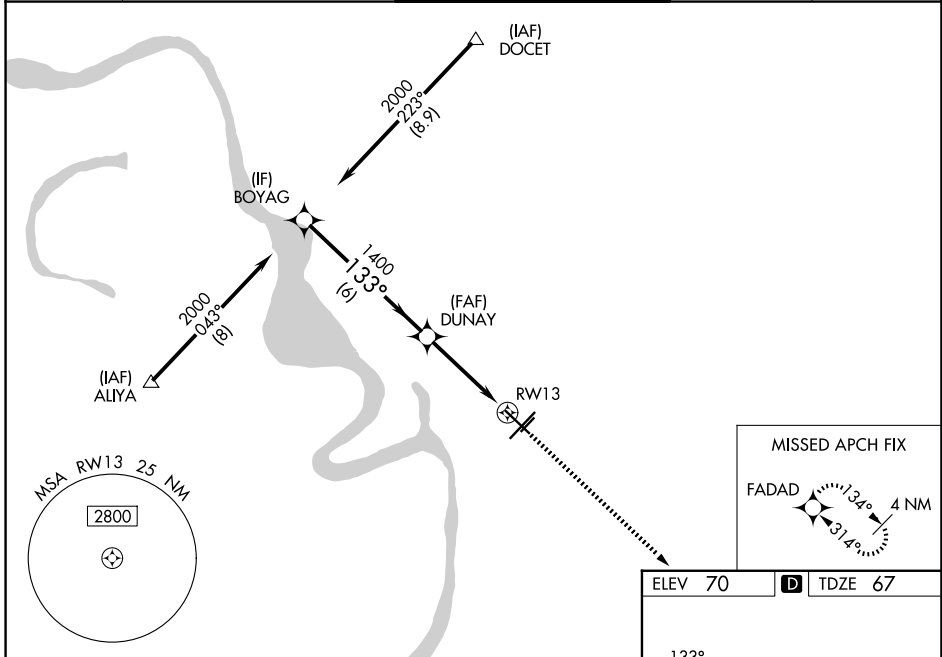 (IAF)
DOCET
2000
223°
(8.9)
(IF)
BOYAG
1400
133°
(6)
(FAF)
DUNAY
2000
043°
(8)
(IAF)
ALIYA
RW13
MSA RW13 25 NM
2800
MISSED APCH FIX
FADAD
134°
4 NM
314°
ELEV 70
D
TDZE 67
133°